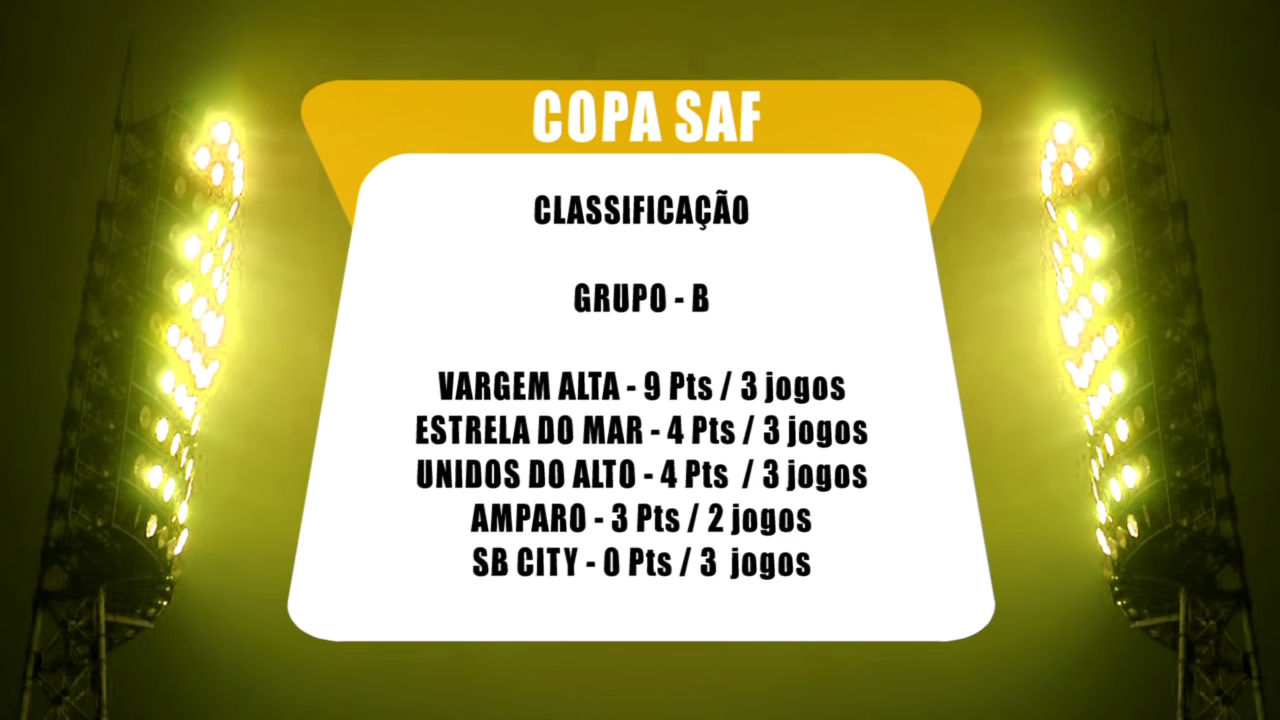 COPA SAF
CLASSIFICAÇÃO
GRUPO - B
VARGEM ALTA - 9 Pts / 3 jogos
ESTRELA DO MAR - 4 Pts / 3 jogos
UNIDOS DO ALTO - 4 Pts / 3 jogos
AMPARO - 3 Pts / 2 jogos
SB CITY - 0 Pts / 3 jogos